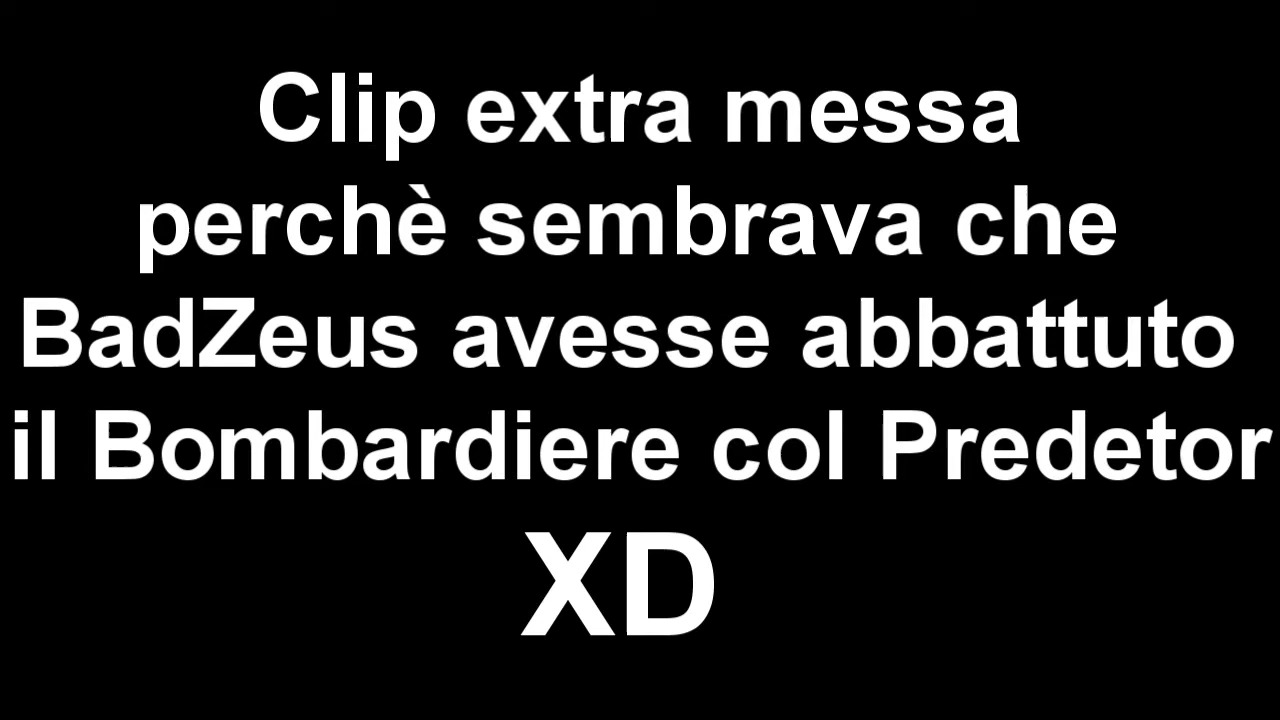 Clip extra messa
perchè sembrava che
BadZeus avesse abbattuto
il Bombardiere col Predetor
XD